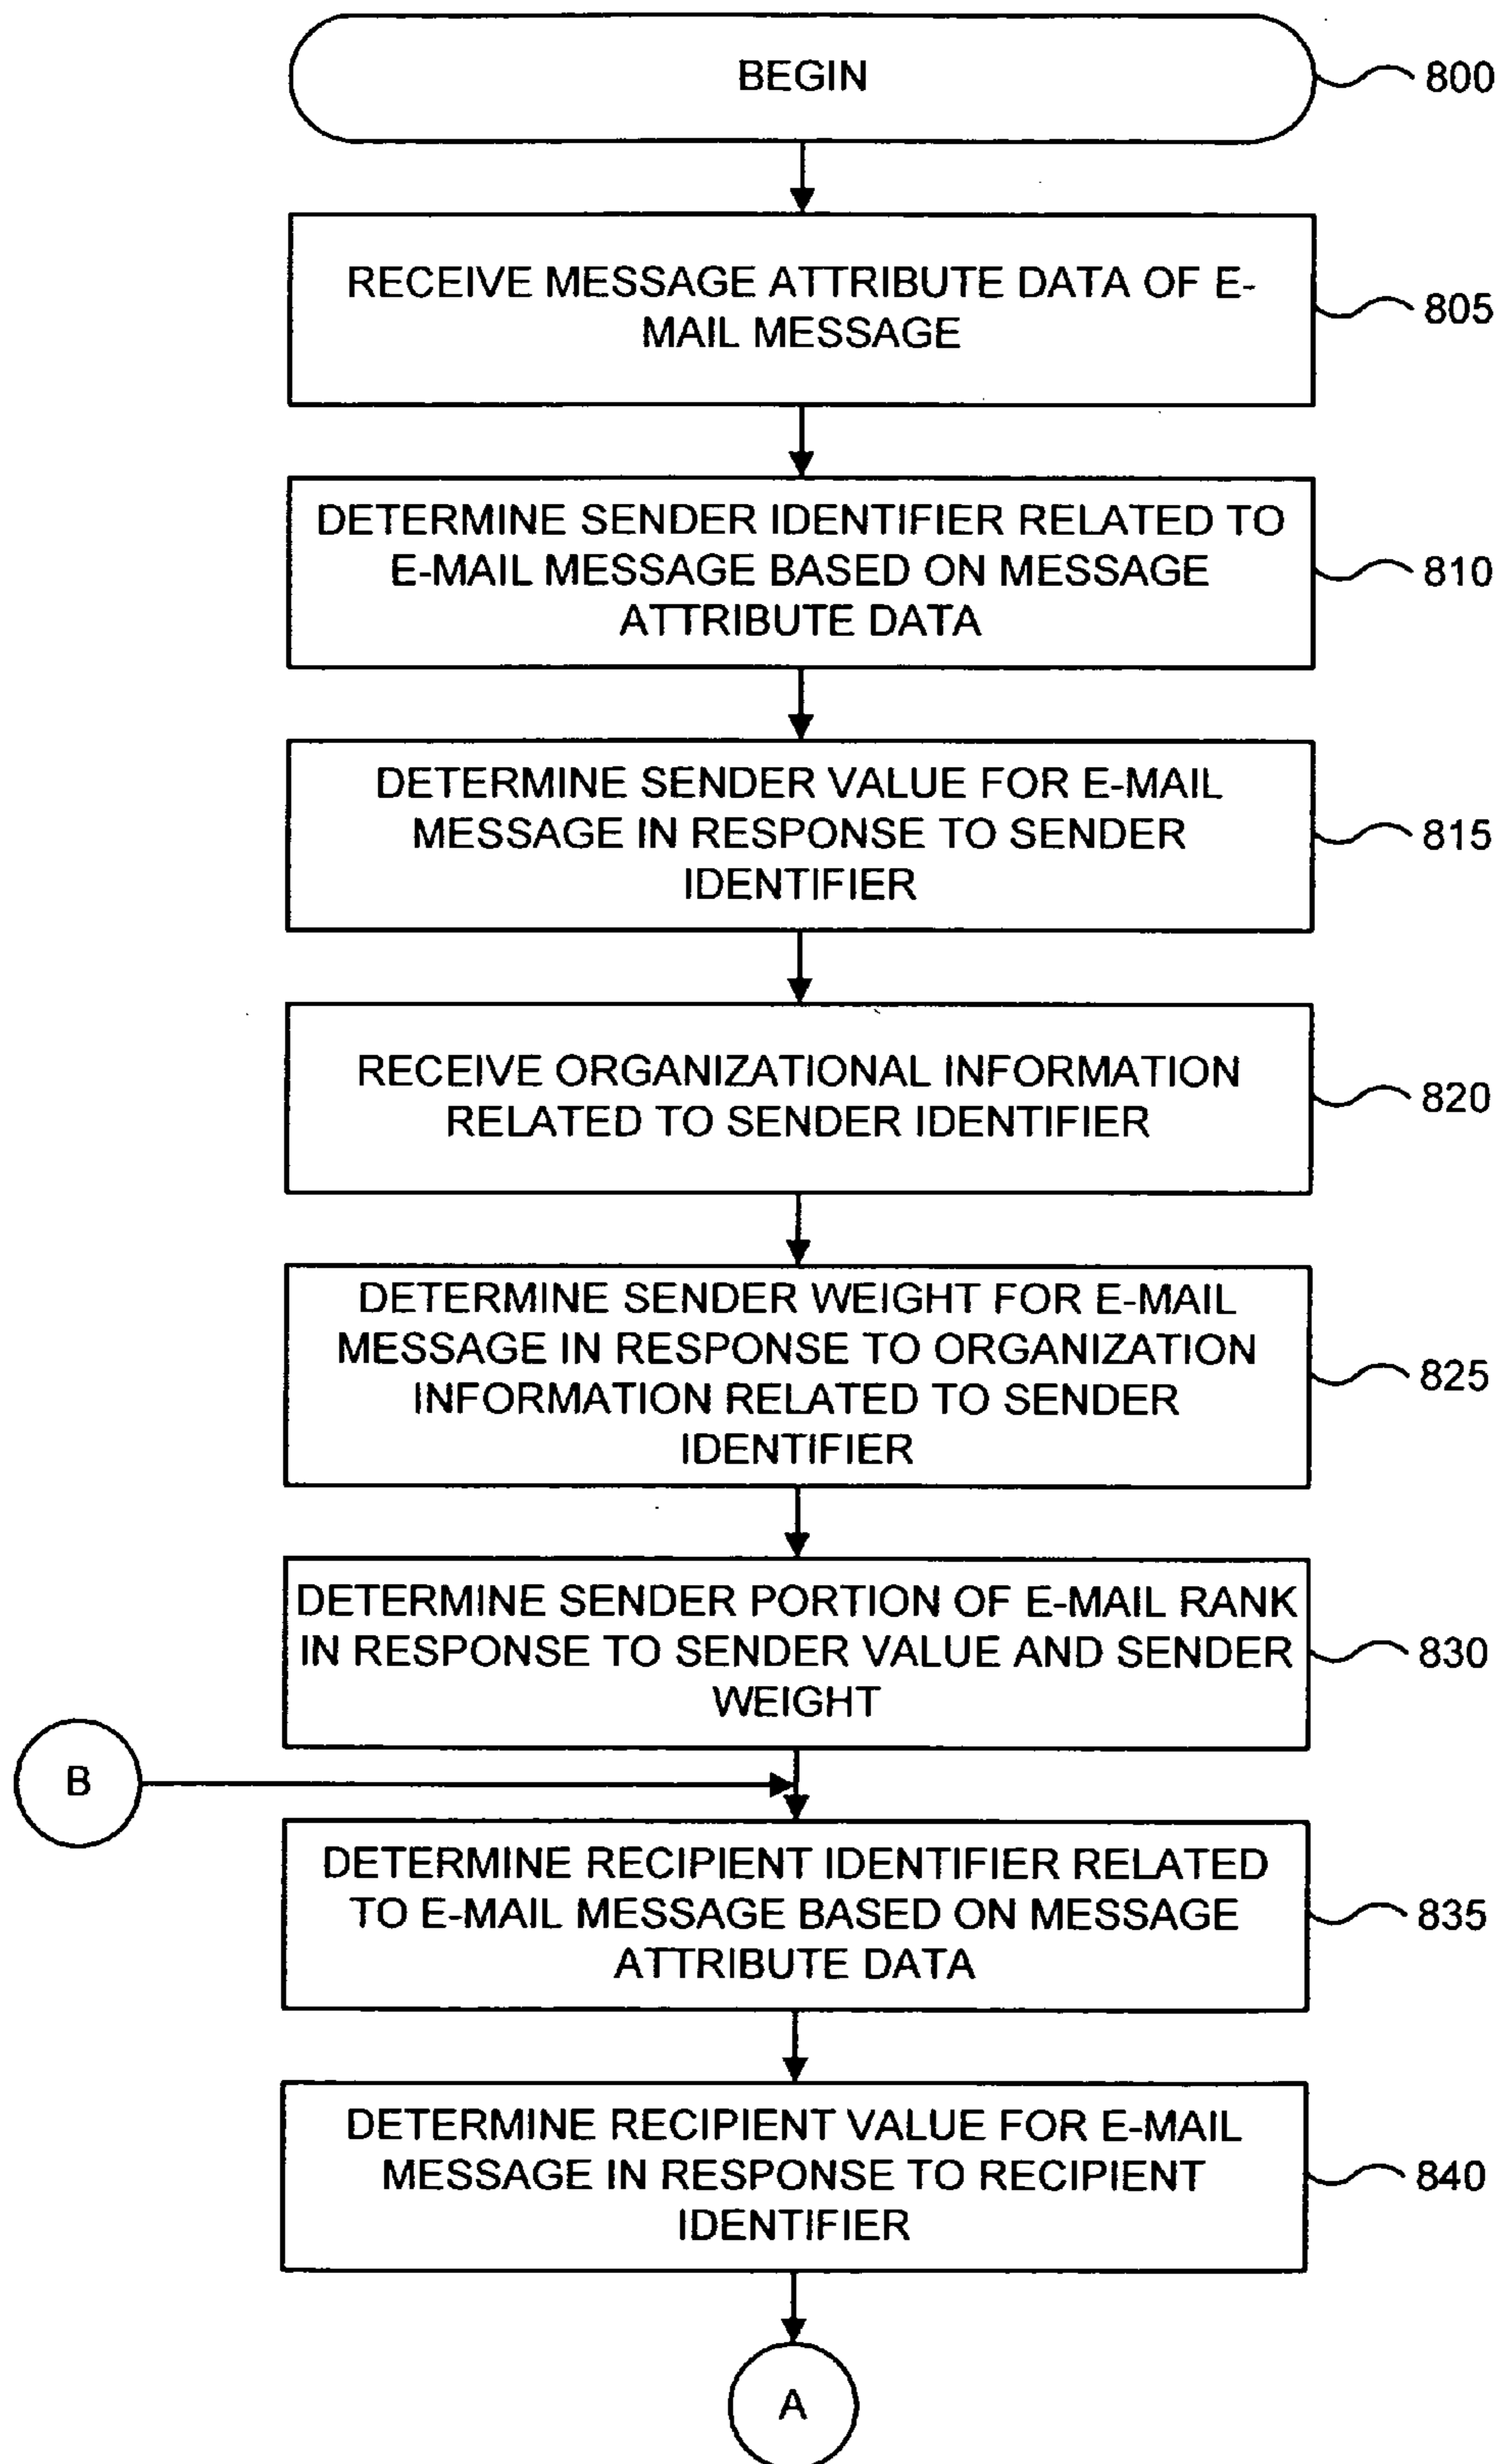 BEGIN
800
RECEIVE MESSAGE ATTRIBUTE DATA OF E-
MAIL MESSAGE
805
DETERMINE SENDER IDENTIFIER RELATED TO
E-MAIL MESSAGE BASED ON MESSAGE
ATTRIBUTE DATA
810
DETERMINE SENDER VALUE FOR E-MAIL
MESSAGE IN RESPONSE TO SENDER
IDENTIFIER
815
RECEIVE ORGANIZATIONAL INFORMATION
RELATED TO SENDER IDENTIFIER
820
DETERMINE SENDER WEIGHT FOR E-MAIL
MESSAGE IN RESPONSE TO ORGANIZATION
INFORMATION RELATED TO SENDER
IDENTIFIER
825
DETERMINE SENDER PORTION OF E-MAIL RANK
IN RESPONSE TO SENDER VALUE AND SENDER
WEIGHT
830
B
DETERMINE RECIPIENT IDENTIFIER RELATED
TO E-MAIL MESSAGE BASED ON MESSAGE
ATTRIBUTE DATA
835
DETERMINE RECIPIENT VALUE FOR E-MAIL
MESSAGE IN RESPONSE TO RECIPIENT
IDENTIFIER
840
A